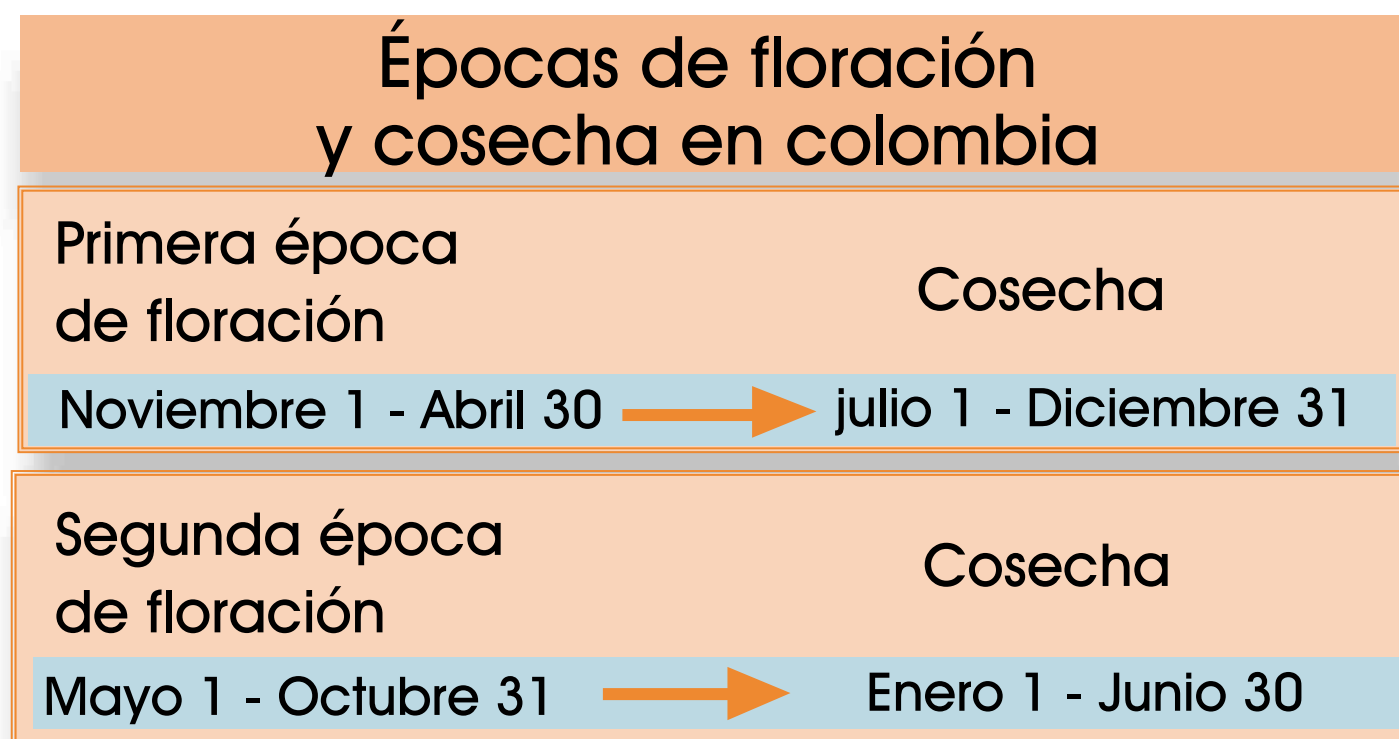 Épocas de floración
y cosecha en colombia
Primera época
de floración
Cosecha
Noviembre 1 - Abril 30
julio 1 - Diciembre 31
Segunda época
de floración
Cosecha
Mayo 1 - Octubre 31
Enero 1 - Junio 30